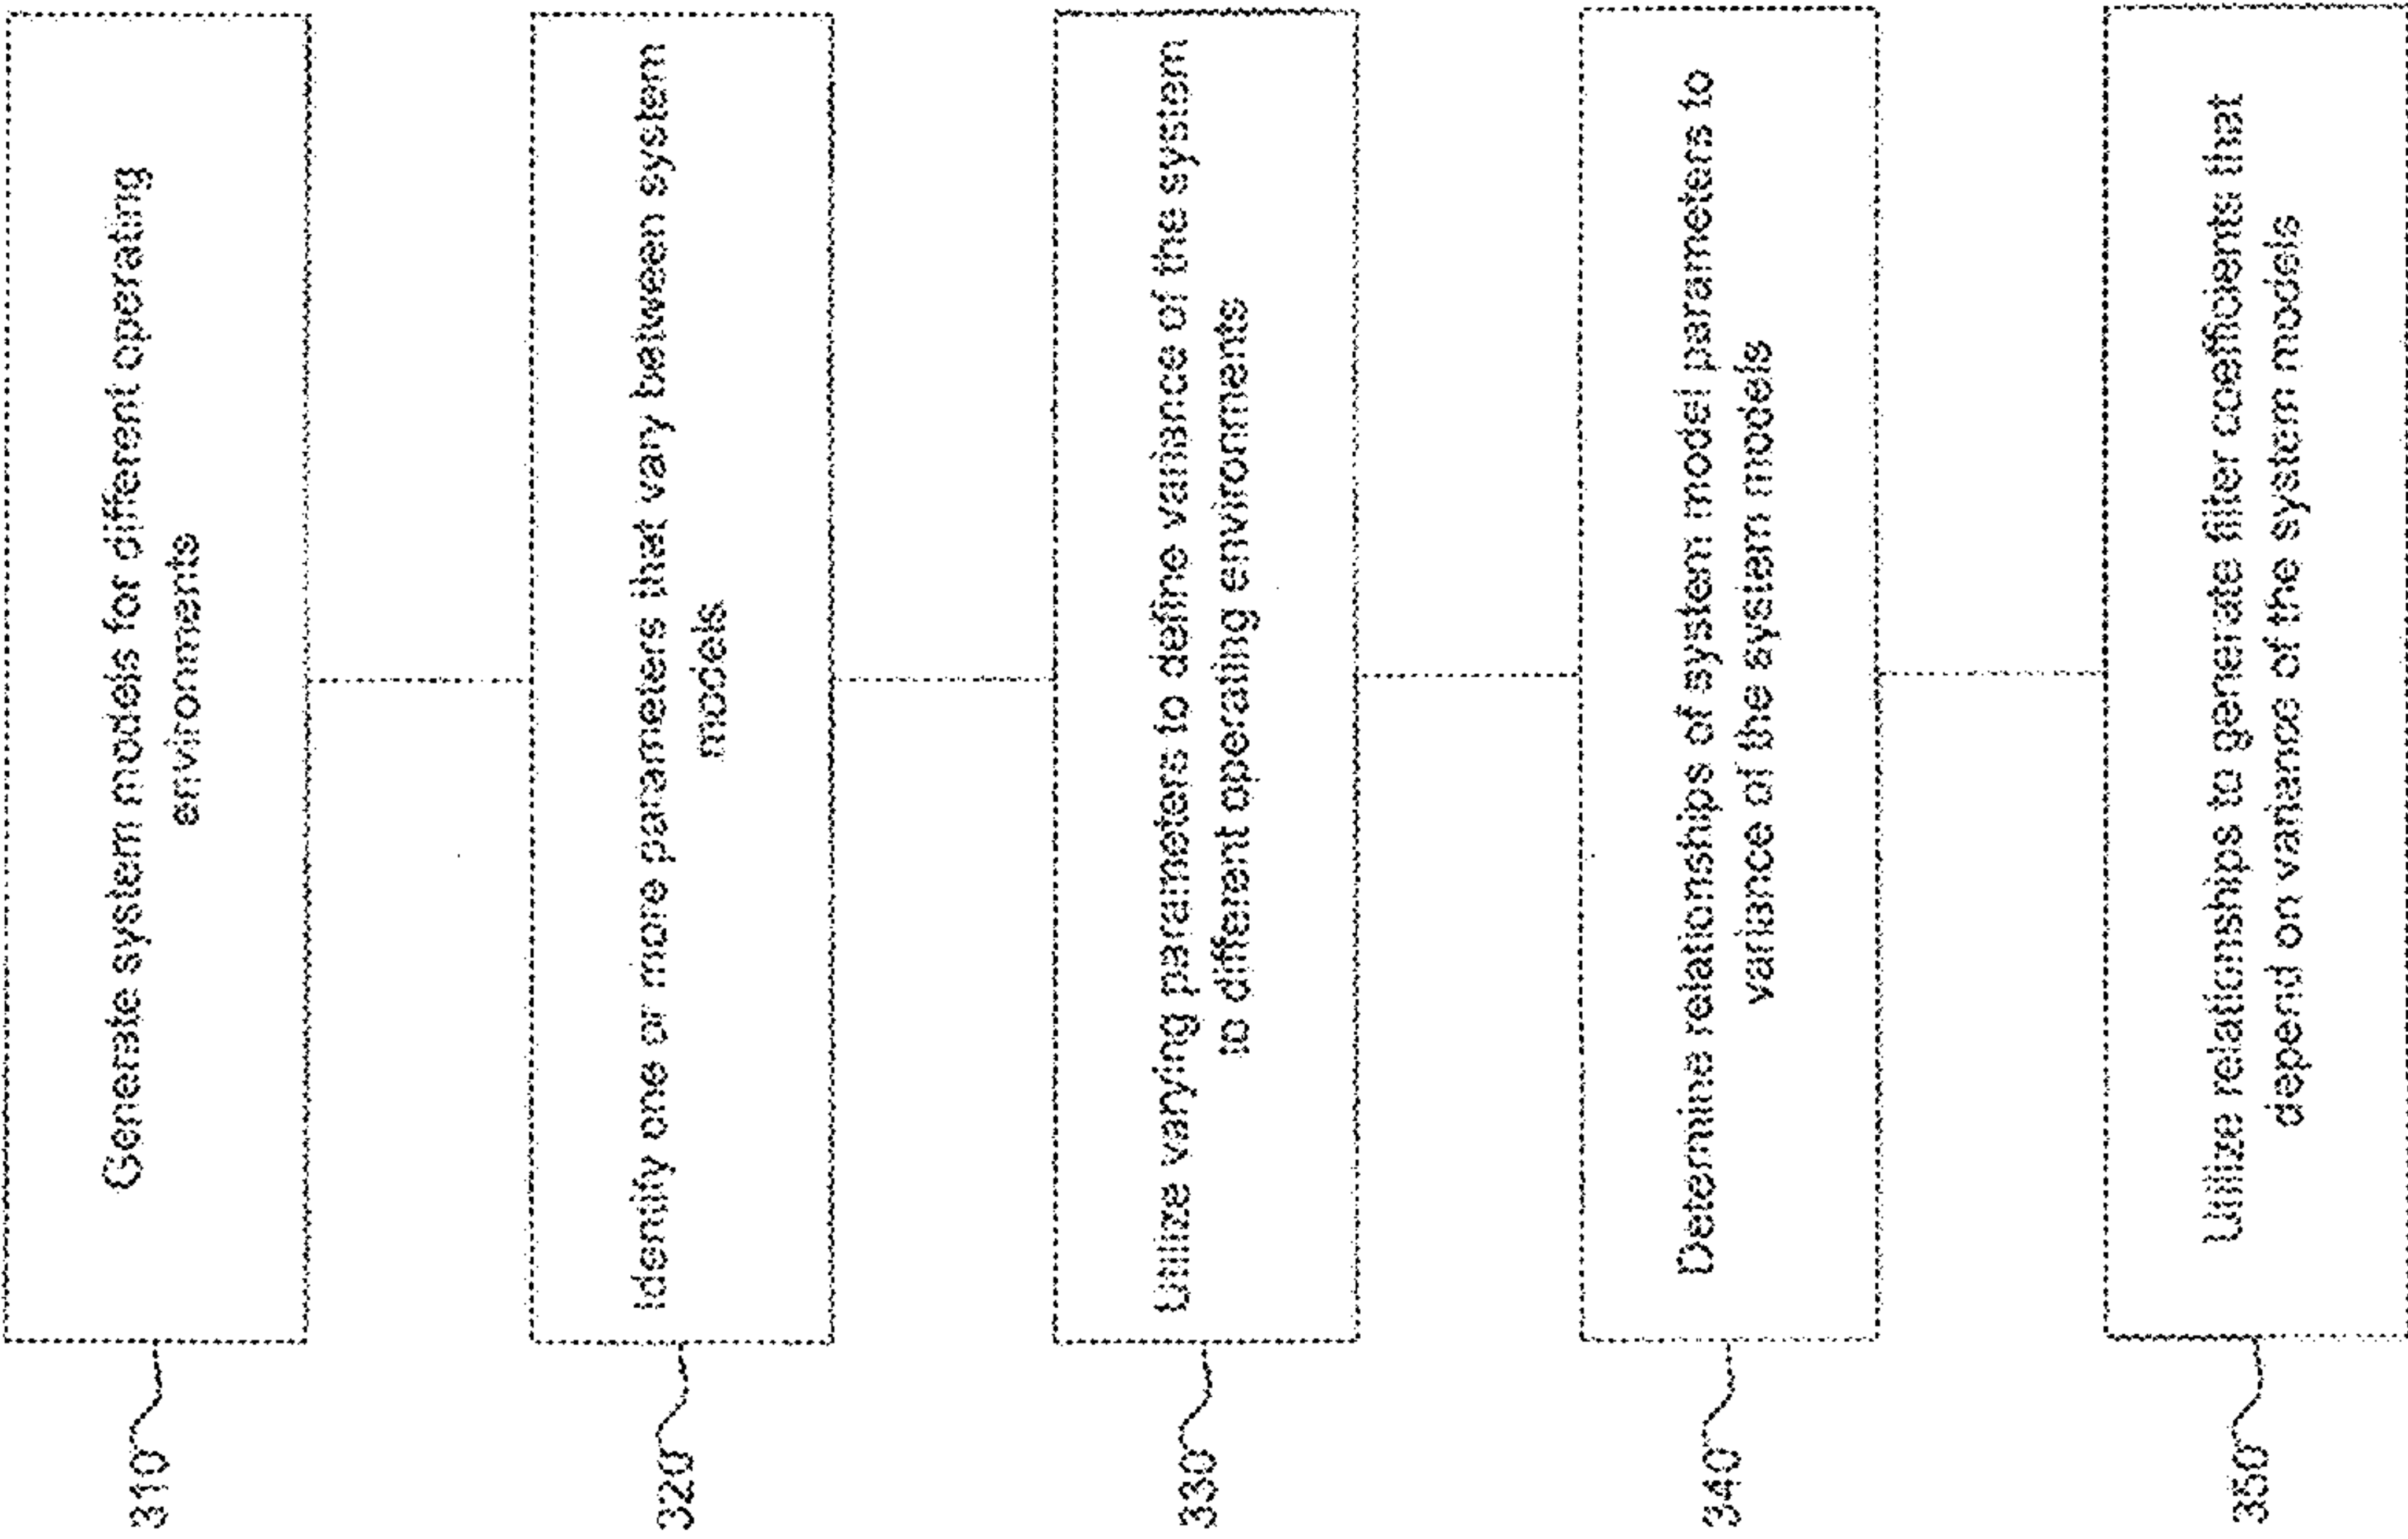 310
Generate system models for different operating
environments
320
Identify one or more parameters that vary between system
models
330
Utilize varying parameters to define variance of the system
to different operating environments
340
Determine relationships of system model parameters to
variance of the system models
350
Utilize relationships to generate filter coefficients that
depend on variance of the system models